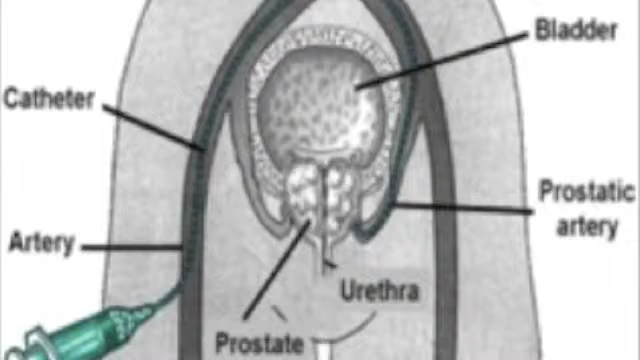 Bladder
Catheter
Prostatic
artery
Artery
Urethra
Prostate